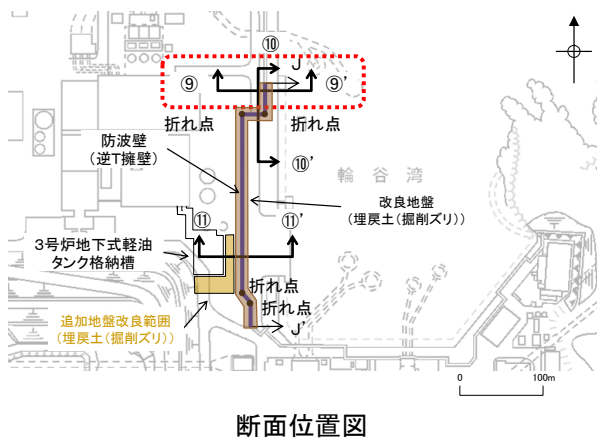 ⑩
J
⑨
⑨'
折れ点
折れ点
防波壁
(逆T擁壁)
⑩'
輪谷湾
改良地盤
(埋戻土(掘削ズリ))
⑪
⑪'
3号炉地下式軽油
タンク格納槽
折れ点
折れ点
追加地盤改良範囲
(埋戻土(掘削ズリ))
J'
0
100m
断面位置図